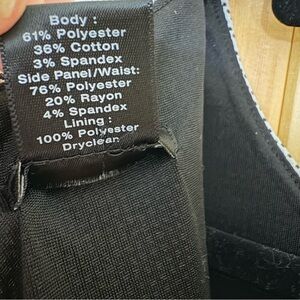 Body :
61% Polyester
36% Cotton
3% Spandex
Side Panel/Waist:
76% Polyester
20% Rayon
4% Spandex
Lining :
100% Polyester
Dryclean